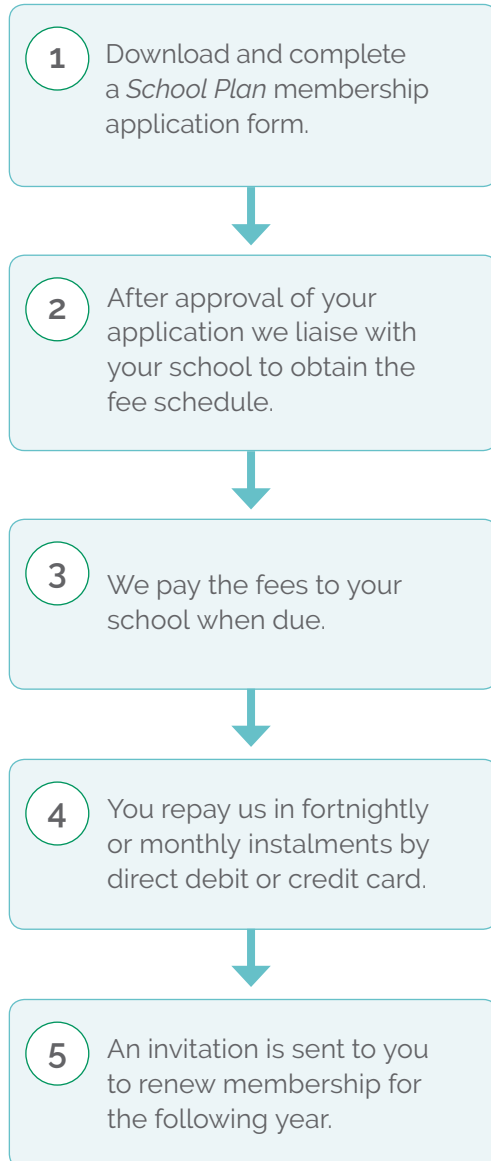 1
Download and complete
a School Plan membership
application form.
2
After approval of your
application we liaise with
your school to obtain the
fee schedule.
3
We pay the fees to your
school when due.
4
You repay us in fortnightly
or monthly instalments by
direct debit or credit card.
5
An invitation is sent to you
to renew membership for
the following year.